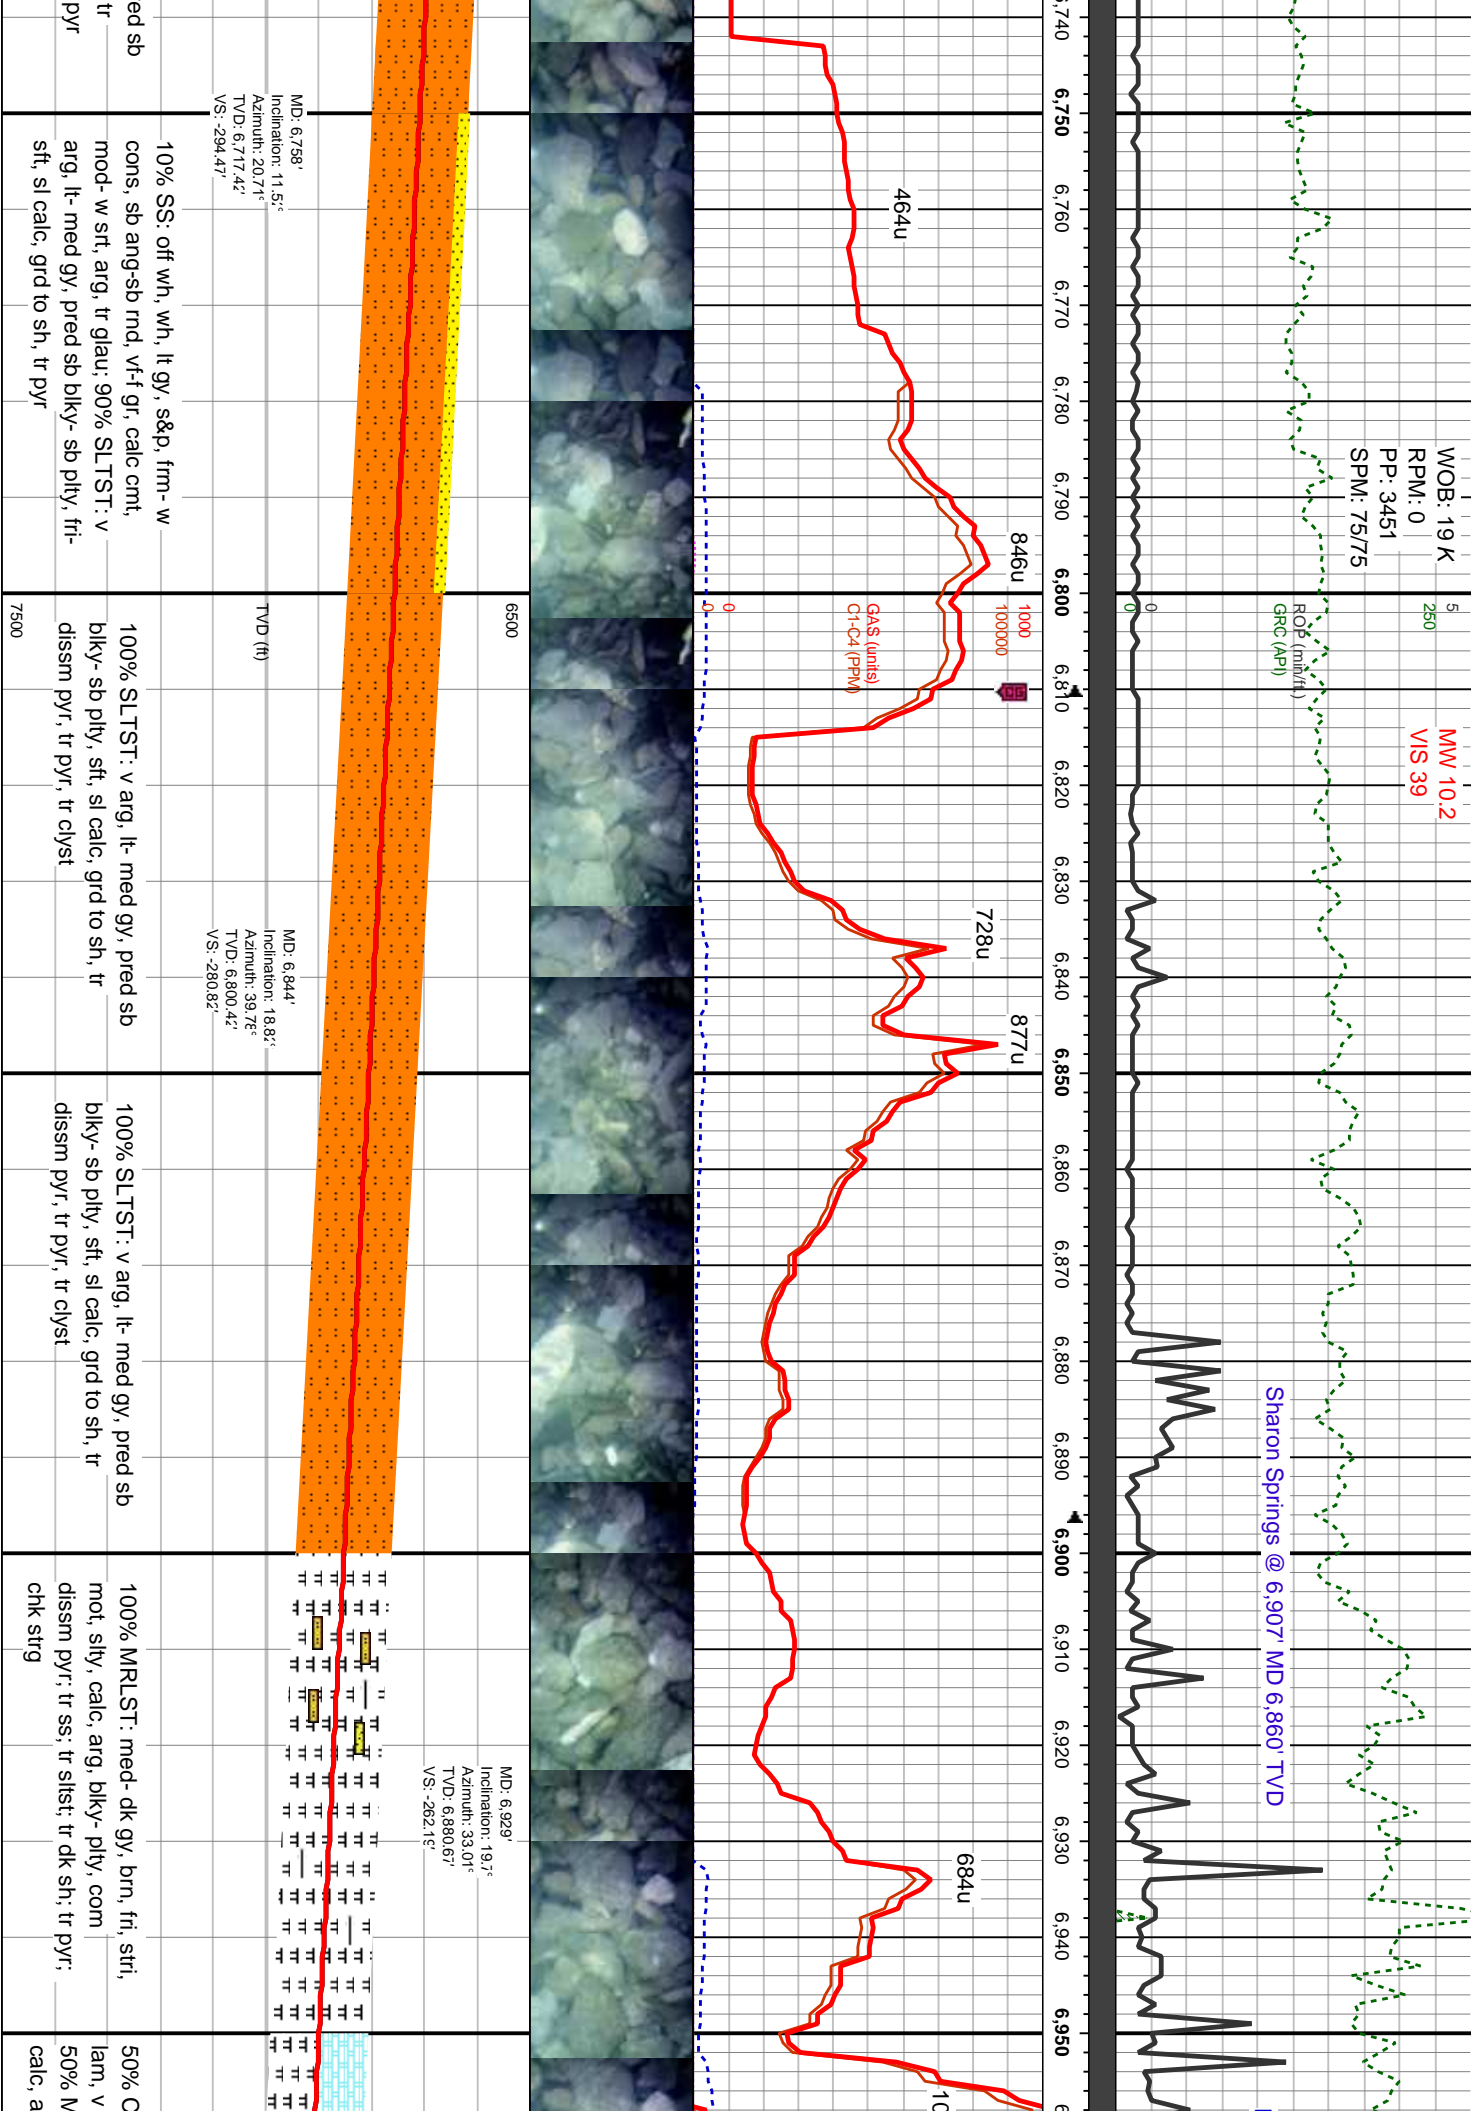 WOB: 19 K
RPM: 0
PP: 3451
SPM: 75/75
MW 10.2
VIS 39
5
250
ROP (min/ft)
GRC (API)
0
0
Sharon Springs @ 6,907' MD 6,860' TVD
6,740
6,750
6,760
6,770
6,780
6,790
6,800
6,810
6,820
6,830
6,840
6,850
6,860
6,870
6,880
6,890
6,900
6,910
6,920
6,930
6,940
6,950
464u
846u
728u
877u
684u
10
1000
100000
GAS (units)
C1-C4 (PPM)
0
0
6500
TVD (ft)
7500
MD: 6,758'
Inclination: 11.5
Azimuth: 20.71°
TVD: 6,717.42'
VS: -294.47'
MD: 6,844'
Inclination: 18.8
Azimuth: 39.7
TVD: 6,800.42'
VS: -280.82'
MD: 6,929'
Inclination: 19.7°
Azimuth: 33.01°
TVD: 6,880.67'
VS: -262.1
ed sb
tr
pyr
10% SS: off wh, wh, lt gy, s&p, frm- w
cons, sb ang-sb rnd, vf-f gr, calc cmt,
mod- w srt, arg, tr glau; 90% SLTST: v
arg, lt- med gy, pred sb blky- sb plty, fri-
sft, sl calc, grd to sh, tr pyr
100% SLTST: v arg, lt- med gy, pred sb
blky- sb plty, sft, sl calc, grd to sh, tr
dissm pyr, tr pyr, tr clyst
100% SLTST: v arg, lt- med gy, pred sb
blky- sb plty, sft, sl calc, grd to sh, tr
dissm pyr, tr pyr, tr clyst
100% MRLST: med- dk gy, brn, fri, stri,
mot, slty, calc, arg, blky- plty, com
dissm pyr; tr ss; tr sltst; tr dk sh; tr pyr;
chk strg
50% C
lam, v
50% M
calc, a